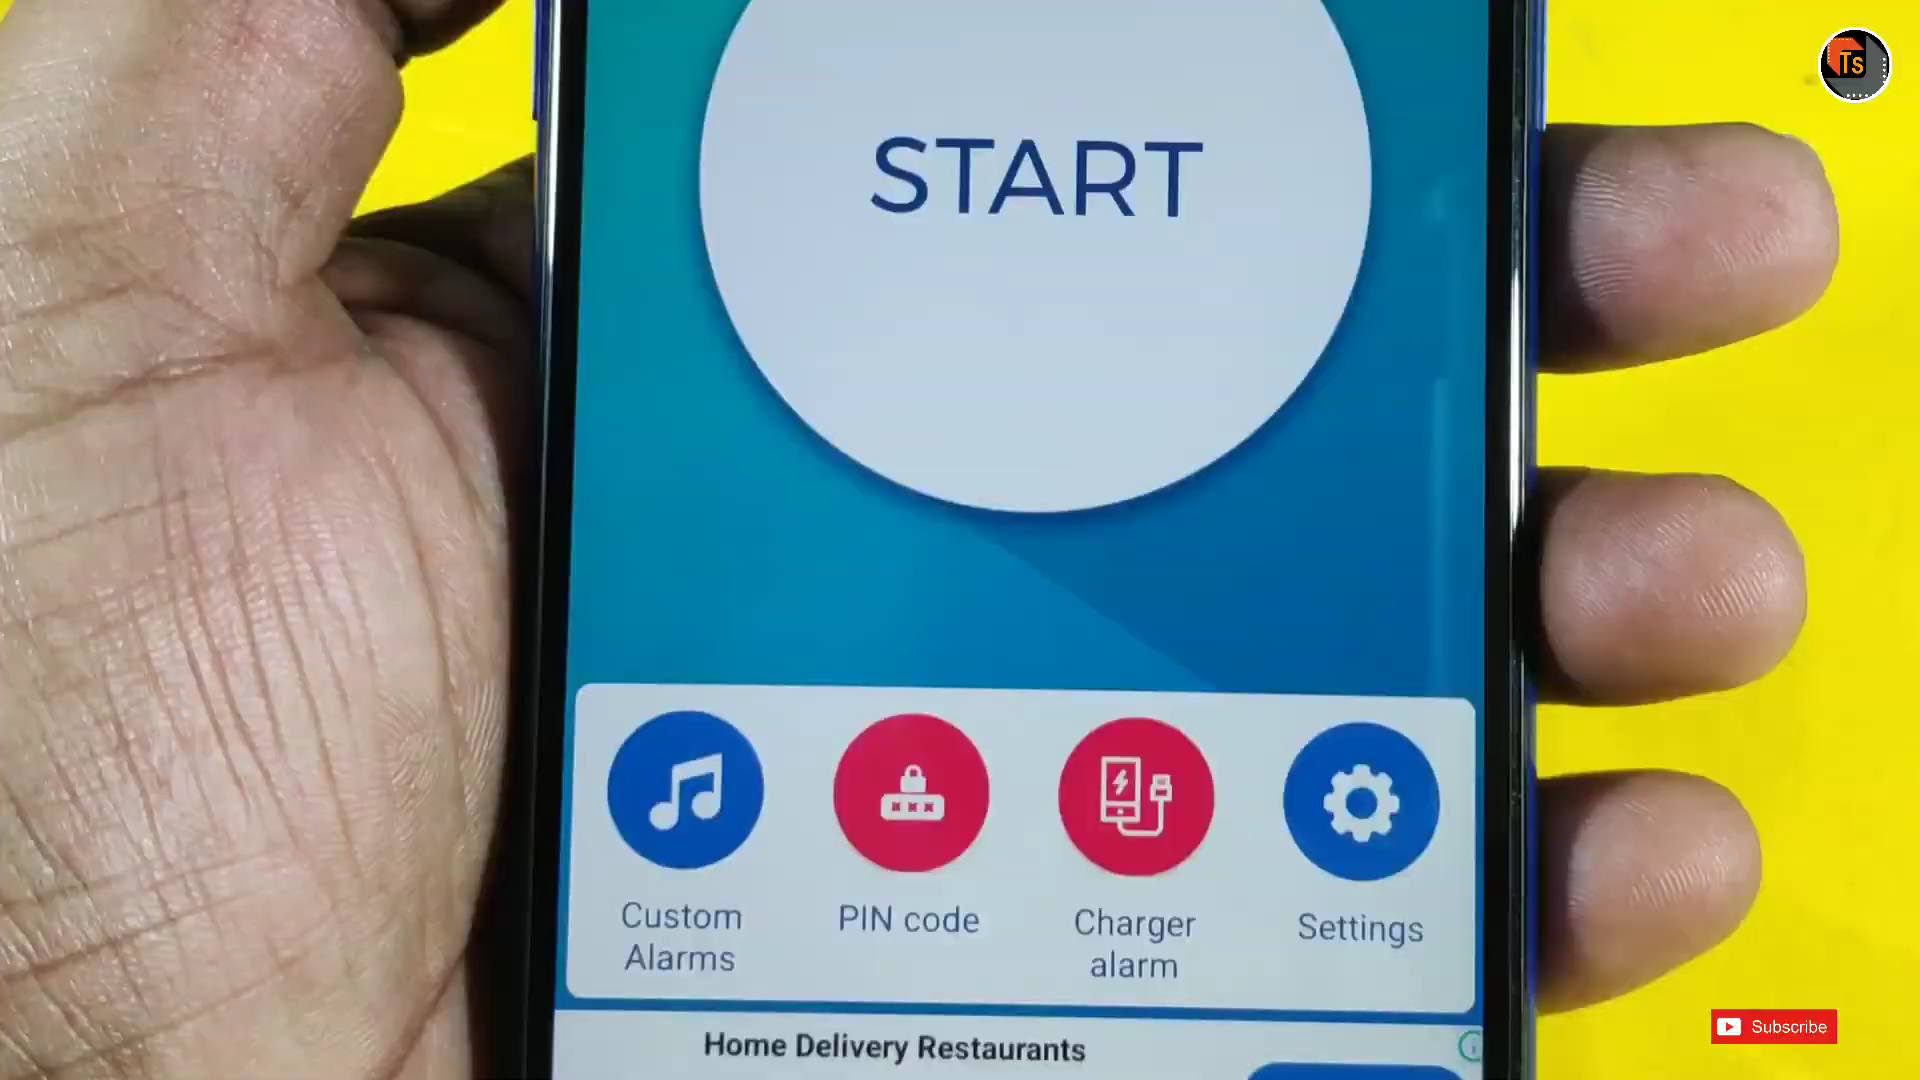 Ts
START
Custom
Alarms
PIN code
Charger
alarm
Settings
Home Delivery Restaurants
Subscribe